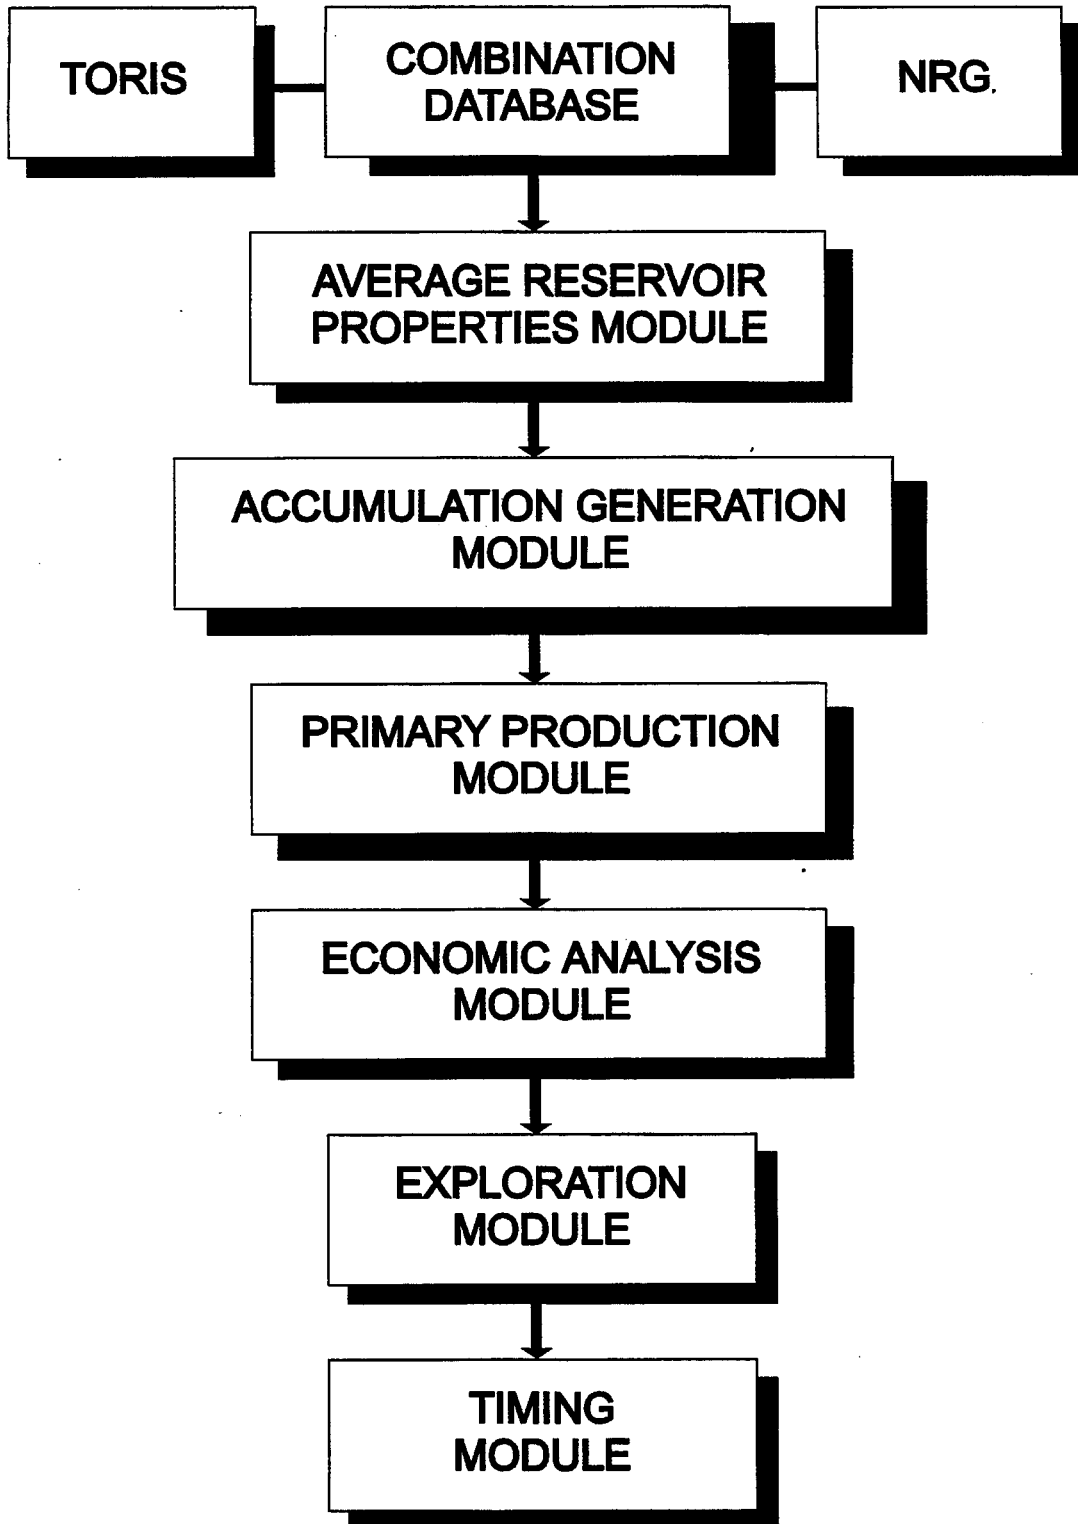 TORIS
COMBINATION
DATABASE
NRG.
AVERAGE RESERVOIR
PROPERTIES MODULE
ACCUMULATION GENERATION
MODULE
PRIMARY PRODUCTION
MODULE
ECONOMIC ANALYSIS
MODULE
EXPLORATION
MODULE
TIMING
MODULE